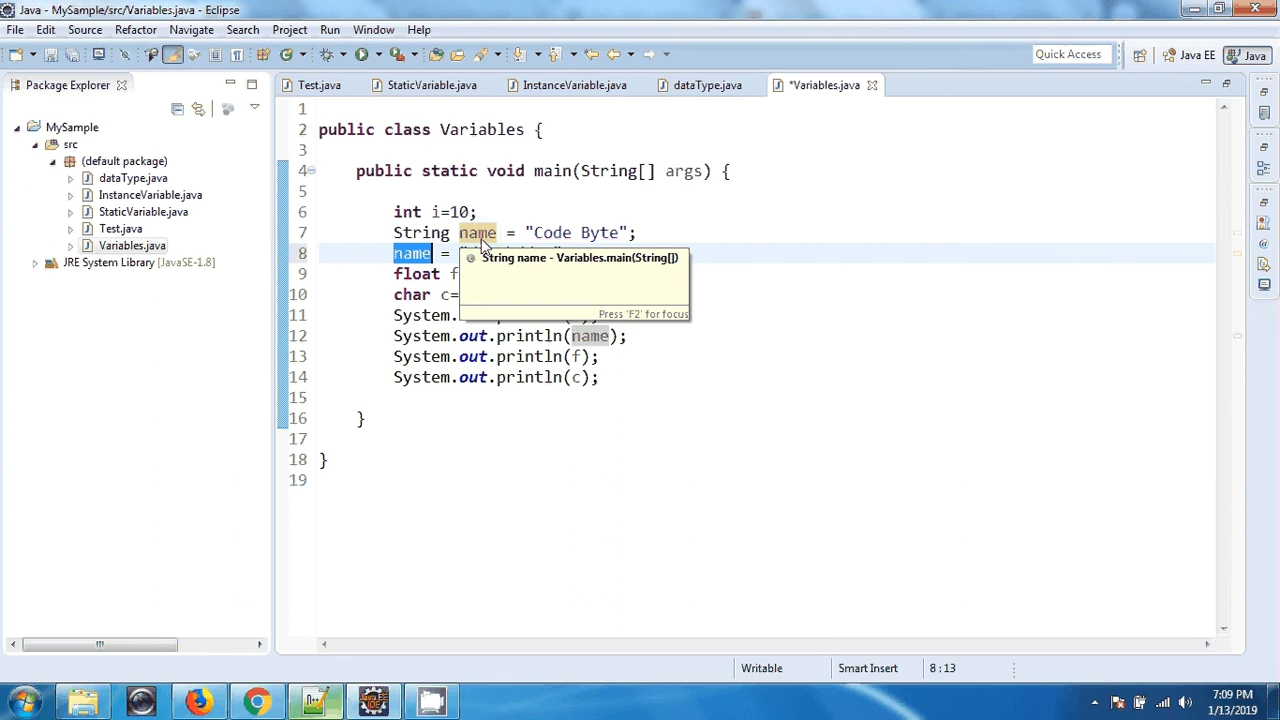 Java - MySample/src/Variables.java - Eclipse
File Edit Source Refactor Navigate Search Project Run Window Help
Quick Access
Java EE
Java
Package Explorer
Test.java
StaticVariable.java
InstanceVariable.java
dataType.java
*Variables.java
MySample
src
(default package)
dataType.java
InstanceVariable.java
StaticVariable.java
Test.java
Variables.java
JRE System Library [JavaSE-1.8]
1
2 public class Variables {
3
4 public static void main(String[] args) {
5
6 int i=10;
7 String name = "Code Byte";
8 name =
9 float f
10 char c=
11 System.
12 System.out.println(name);
13 System.out.println(f);
14 System.out.println(c);
15
16 }
17
18 }
19
String name - Variables.main(String[])
Press 'F2' for focus
Writable
Smart Insert
8 : 13
7:09 PM
1/13/2019